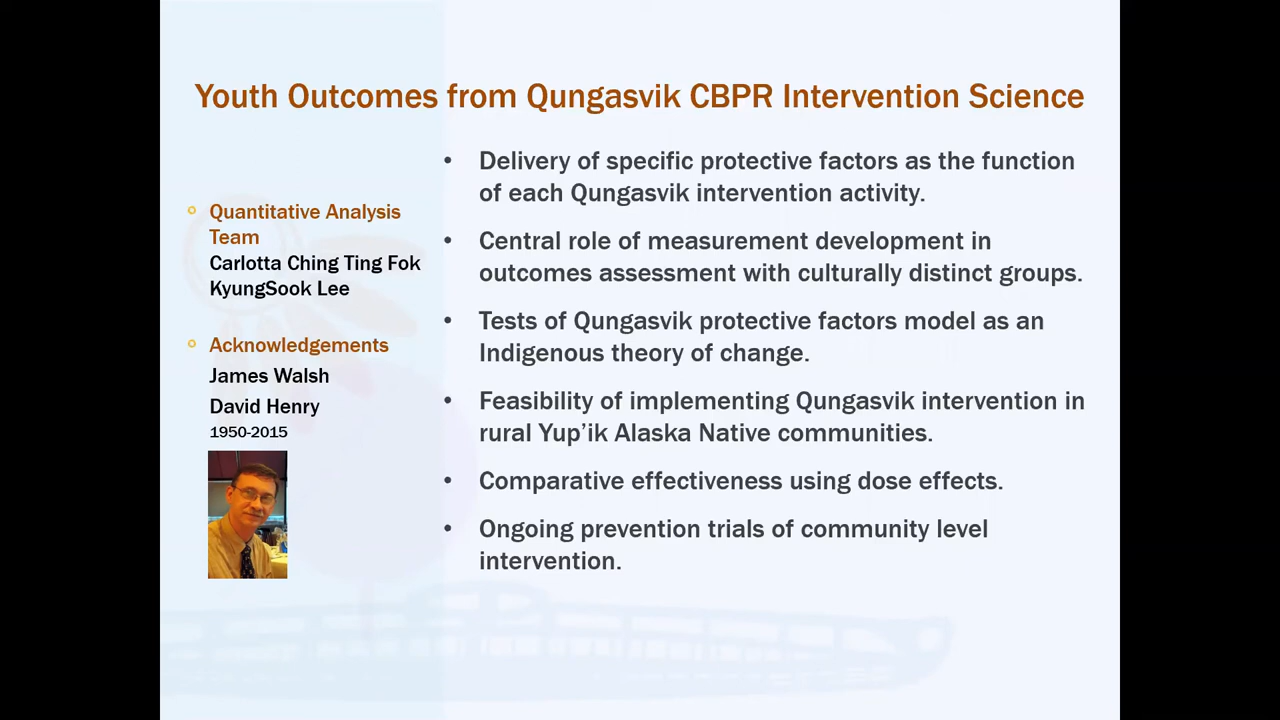 Youth Outcomes from Qungasvik CBPR Intervention Science
Quantitative Analysis
Team
Carlotta Ching Ting Fok
KyungSook Lee
Acknowledgements
James Walsh
David Henry
1950-2015
• Delivery of specific protective factors as the function
of each Qungasvik intervention activity.
• Central role of measurement development in
outcomes assessment with culturally distinct groups.
• Tests of Qungasvik protective factors model as an
Indigenous theory of change.
• Feasibility of implementing Qungasvik intervention in
rural Yup’ik Alaska Native communities.
• Comparative effectiveness using dose effects.
• Ongoing prevention trials of community level
intervention.